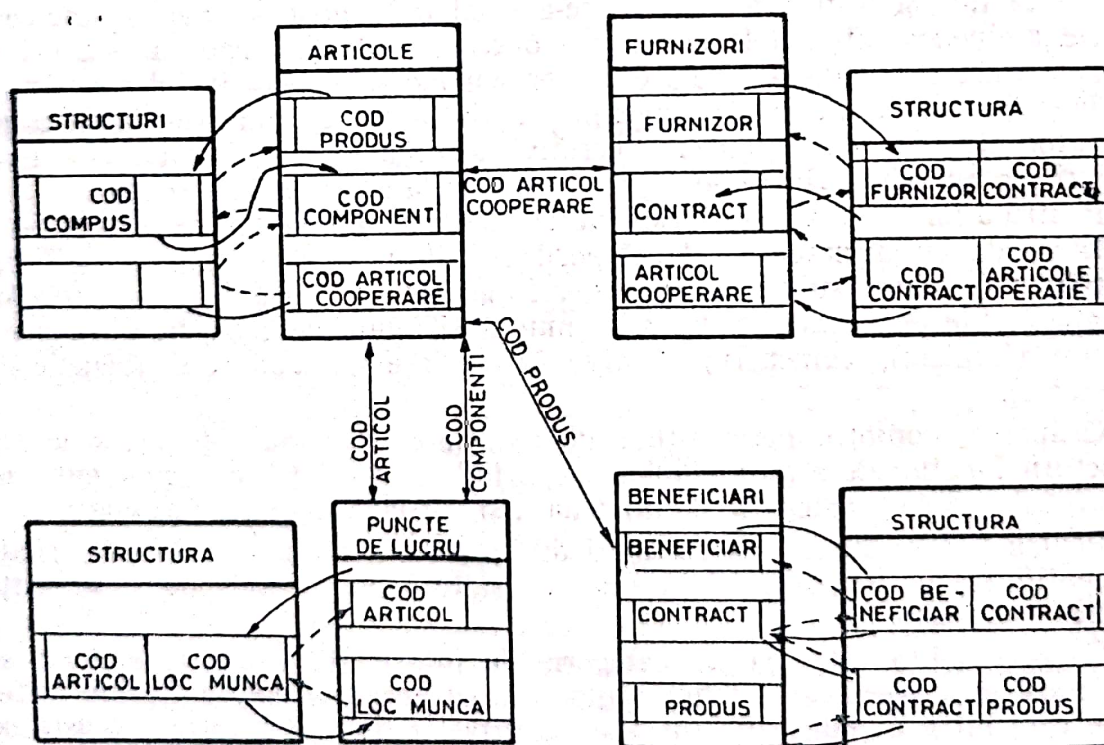 ARTICOLE
COD
PRODUS
COD
COMPONENT
COD ARTICOL
COOPERARE
STRUCTURI
COD
COMPUS
FURNIZORI
FURNIZOR
CONTRACT
ARTICOL
COOPERARE
STRUCTURA
COD
FURNIZOR
COD
CONTRACT
COD
CONTRACT
COD
ARTICOLE
OPERATIE
COD ARTICOL
COOPERARE
COD
ARTICOL
COD
COMPONENTI
COD PRODUS
STRUCTURA
COD
ARTICOL
COD
LOC MUNCA
PUNCTE
DE LUCRU
COD
ARTICOL
COD
LOC MUNCA
BENEFICIARI
BENEFICIAR
CONTRACT
PRODUS
STRUCTURA
COD BE-
NEFICIAR
COD
CONTRACT
COD
CONTRACT
COD
PRODUS